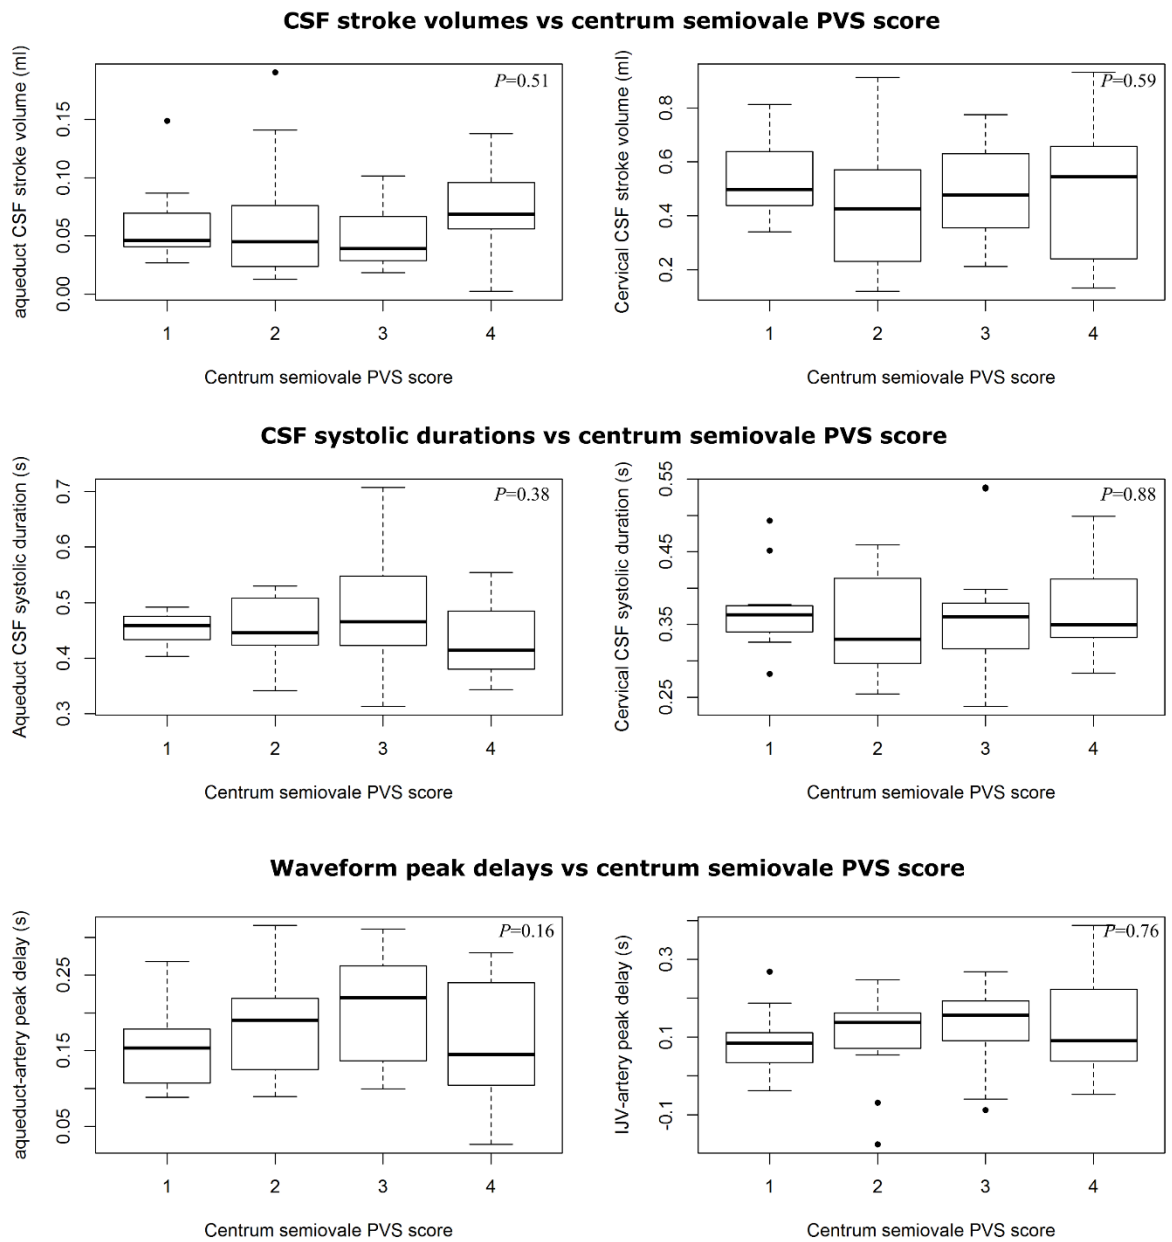 CSF stroke volumes vs centrum semiovale PVS score
aqueduct CSF stroke volume (ml)
0.15
0.10
0.05
0.00
P=0.51
1 2 3 4
Centrum semiovale PVS score
Cervical CSF stroke volume (ml)
0.8
0.6
0.4
0.2
P=0.59
1 2 3 4
Centrum semiovale PVS score
CSF systolic durations vs centrum semiovale PVS score
Aqueduct CSF systolic duration (s)
0.7
0.6
0.5
0.4
0.3
P=0.38
1 2 3 4
Centrum semiovale PVS score
Cervical CSF systolic duration (s)
0.55
0.45
0.35
0.25
P=0.88
1 2 3 4
Centrum semiovale PVS score
Waveform peak delays vs centrum semiovale PVS score
aqueduct-artery peak delay (s)
0.25
0.15
0.05
P=0.16
1 2 3 4
Centrum semiovale PVS score
IJV-artery peak delay (s)
0.3
0.1
-0.1
P=0.76
1 2 3 4
Centrum semiovale PVS score